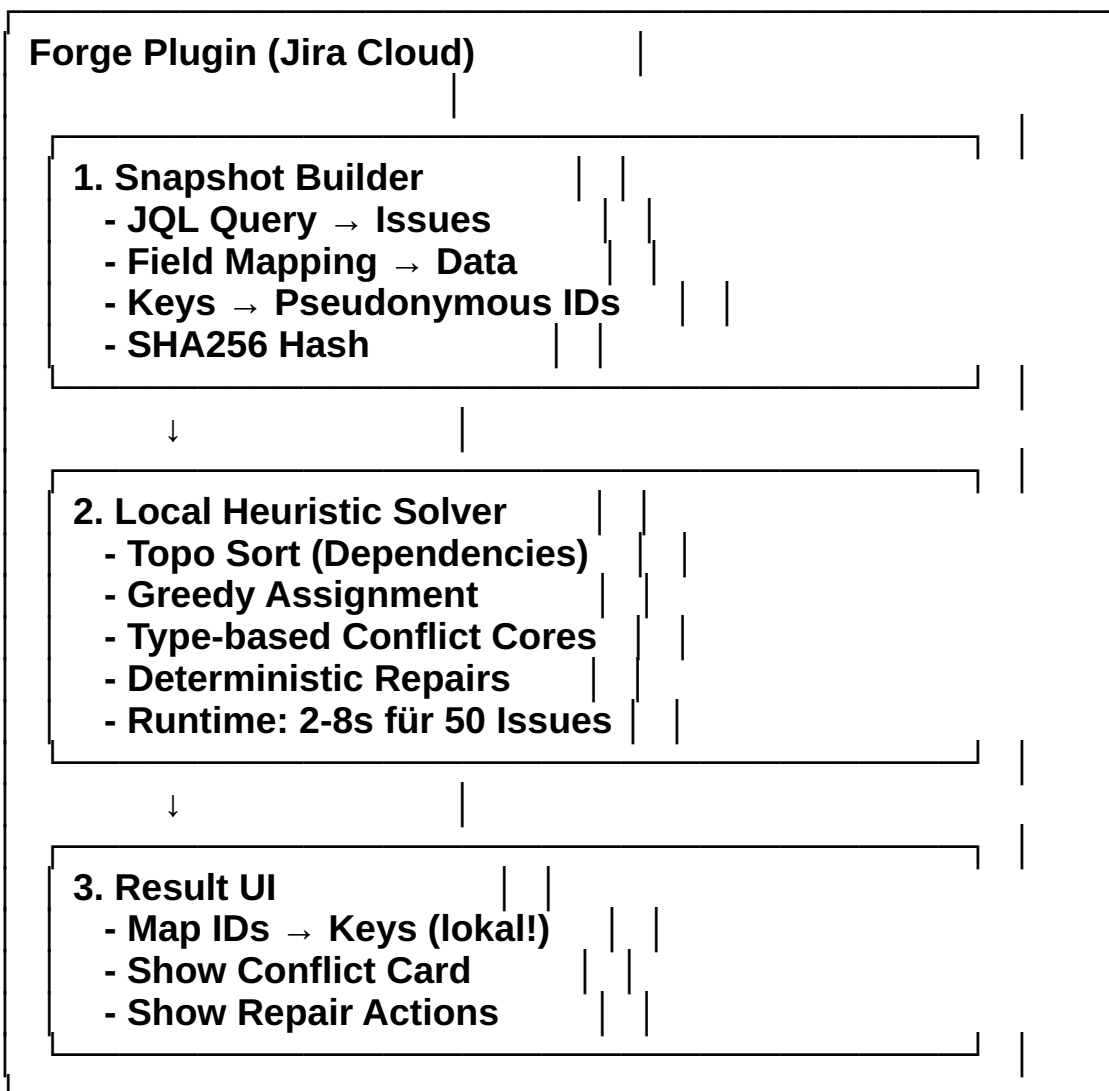 Forge Plugin (Jira Cloud)
1. Snapshot Builder
- JQL Query → Issues
- Field Mapping → Data
- Keys → Pseudonymous IDs
- SHA256 Hash
↓
2. Local Heuristic Solver
- Topo Sort (Dependencies)
- Greedy Assignment
- Type-based Conflict Cores
- Deterministic Repairs
- Runtime: 2-8s für 50 Issues
↓
3. Result UI
- Map IDs → Keys (lokal!)
- Show Conflict Card
- Show Repair Actions